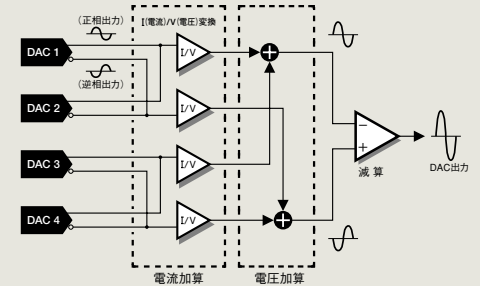 (正相出力)
I(電流)/V(電圧)変換
DAC 1
I/V
(逆相出力)
DAC 2
I/V
DAC 3
I/V
DAC 4
I/V
−
+
減 算
DAC出力
電流加算
電圧加算